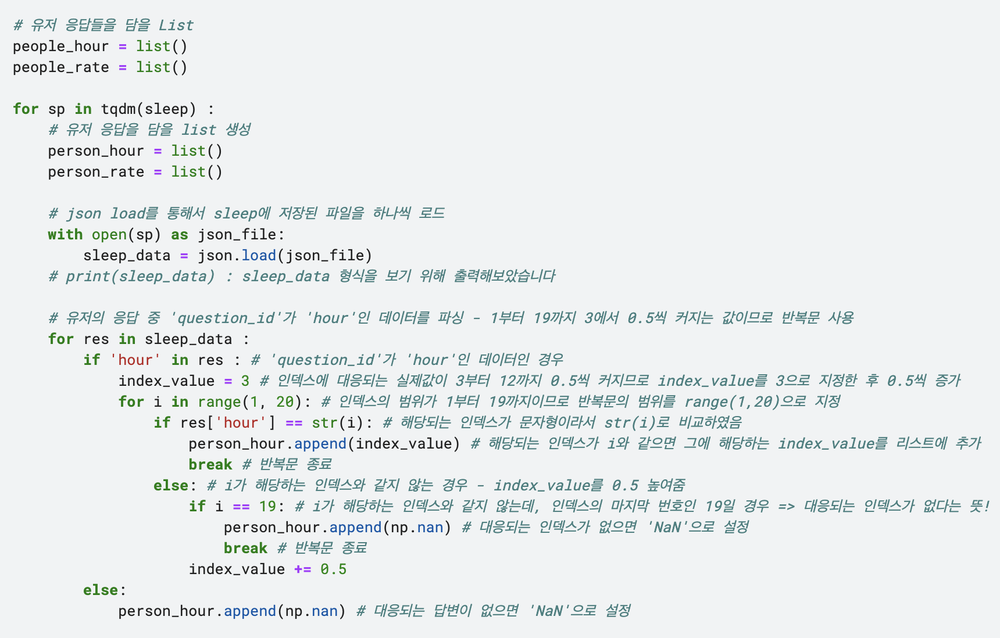 # 유저 응답들을 담을 List
people_hour = list()
people_rate = list()
for sp in tqdm(sleep) :
# 유저 응답을 담을 list 생성
person_hour = list()
person_rate = list()
# json load를 통해서 sleep에 저장된 파일을 하나씩 로드
with open(sp) as json_file:
sleep_data = json.load(json_file)
# print(sleep_data) : sleep_data 형식을 보기 위해 출력해보았습니다
# 유저의 응답 중 'question_id'가 'hour'인 데이터를 파싱 - 1부터 19까지 3에서 0.5씩 커지는 값이므로 반복문 사용
for res in sleep_data :
if 'hour' in res : # 'question_id'가 'hour'인 데이터인 경우
index_value = 3 # 인덱스에 대응되는 실제값이 3부터 12까지 0.5씩 커지므로 index_value를 3으로 지정한 후 0.5씩 증가
for i in range(1, 20): # 인덱스의 범위가 1부터 19까지이므로 반복문의 범위를 range(1,20)으로 지정
if res['hour'] == str(i): # 해당되는 인덱스가 문자형이라서 str(i)로 비교하였음
person_hour.append(index_value) # 해당되는 인덱스가 i와 같으면 그에 해당하는 index_value를 리스트에 추가
break # 반복문 종료
else: # i가 해당하는 인덱스와 같지 않는 경우 - index_value를 0.5 높여줌
if i == 19: # i가 해당하는 인덱스와 같지 않는데, 인덱스의 마지막 번호인 19일 경우 => 대응되는 인덱스가 없다는 뜻!
person_hour.append(np.nan) # 대응되는 인덱스가 없으면 'NaN'으로 설정
break # 반복문 종료
index_value += 0.5
else:
person_hour.append(np.nan) # 대응되는 답변이 없으면 'NaN'으로 설정